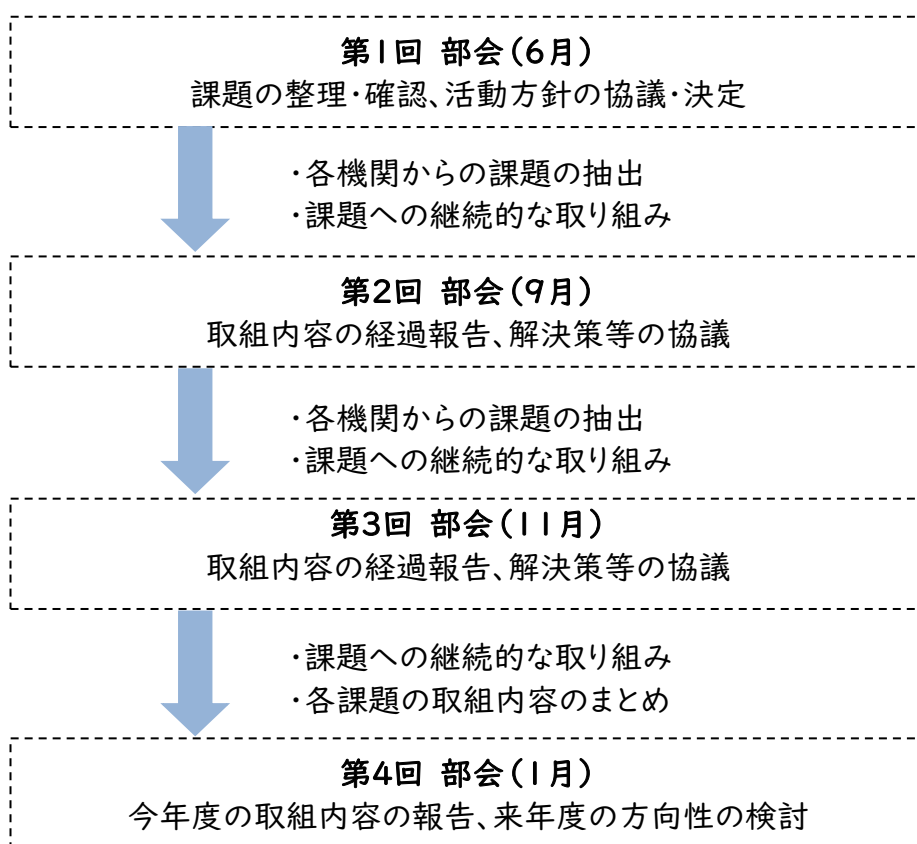 第1回 部会(6月)
課題の整理・確認、活動方針の協議・決定
・各機関からの課題の抽出
・課題への継続的な取り組み
第2回 部会(9月)
取組内容の経過報告、解決策等の協議
・各機関からの課題の抽出
・課題への継続的な取り組み
第3回 部会(11月)
取組内容の経過報告、解決策等の協議
・課題への継続的な取り組み
・各課題の取組内容のまとめ
第4回 部会(1月)
今年度の取組内容の報告、来年度の方向性の検討